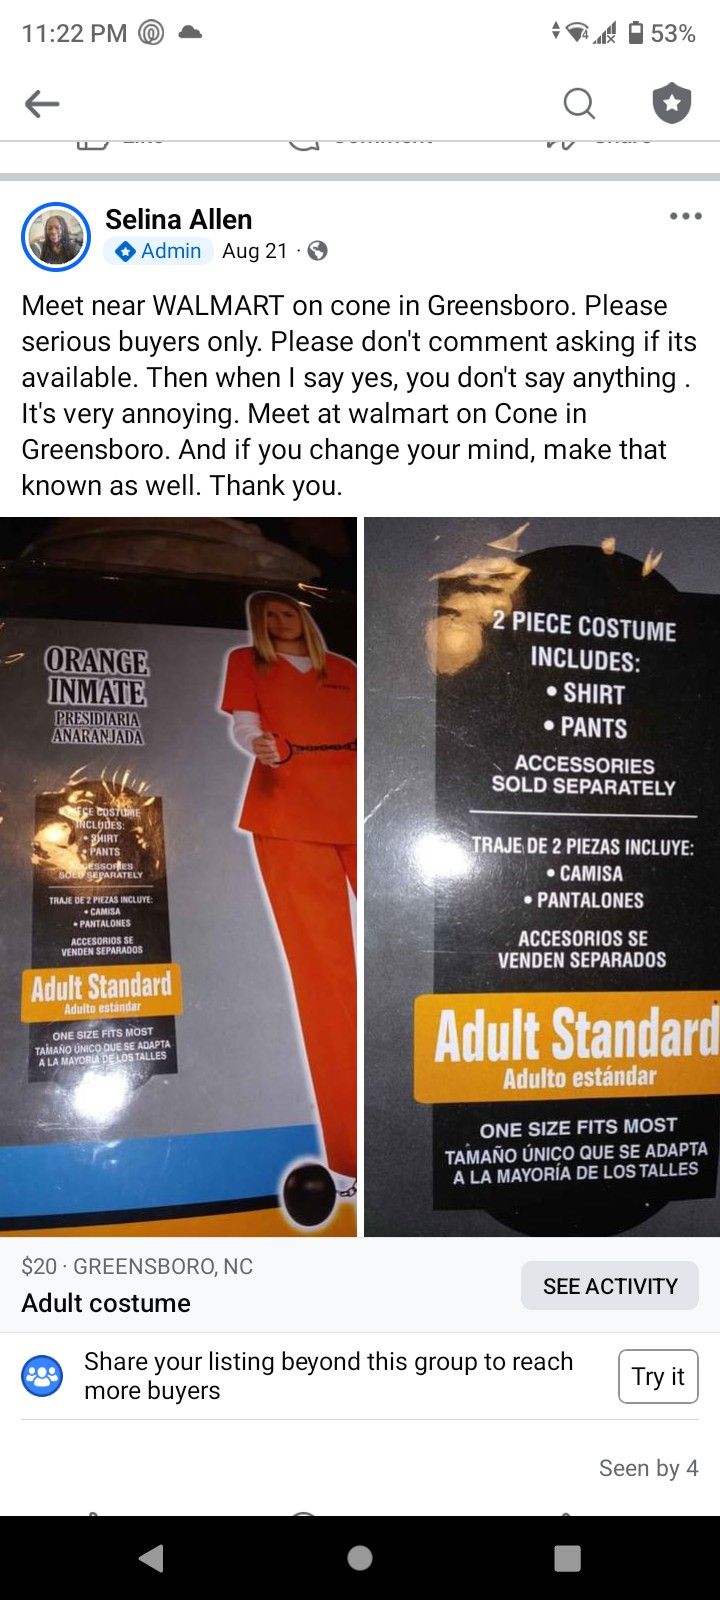 11:22 PM
53%
Selina Allen
Admin Aug 21 ·
Meet near WALMART on cone in Greensboro. Please
serious buyers only. Please don't comment asking if its
available. Then when I say yes, you don't say anything .
It's very annoying. Meet at walmart on Cone in
Greensboro. And if you change your mind, make that
known as well. Thank you.
ORANGE
INMATE
PRESIDIARIA
ANARANJADA
COSTUME
INCLUDES:
• SHIRT
• PANTS
SOLD SEPARATELY
TRAJE DE 2 PIEZAS INCLUYE:
• CAMISA
• PANTALONES
ACCESORIOS SE
VENDEN SEPARADOS
Adult Standard
Adulto estándar
ONE SIZE FITS MOST
TAMAÑO ÚNICO QUE SE ADAPTA
A LA MAYORÍA DE LOS TALLES
2 PIECE COSTUME
INCLUDES:
• SHIRT
• PANTS
ACCESSORIES
SOLD SEPARATELY
TRAJE DE 2 PIEZAS INCLUYE:
• CAMISA
• PANTALONES
ACCESORIOS SE
VENDEN SEPARADOS
Adult Standard
Adulto estándar
ONE SIZE FITS MOST
TAMAÑO ÚNICO QUE SE ADAPTA
A LA MAYORÍA DE LOS TALLES
$20 · GREENSBORO, NC
Adult costume
SEE ACTIVITY
Share your listing beyond this group to reach
more buyers
Try it
Seen by 4